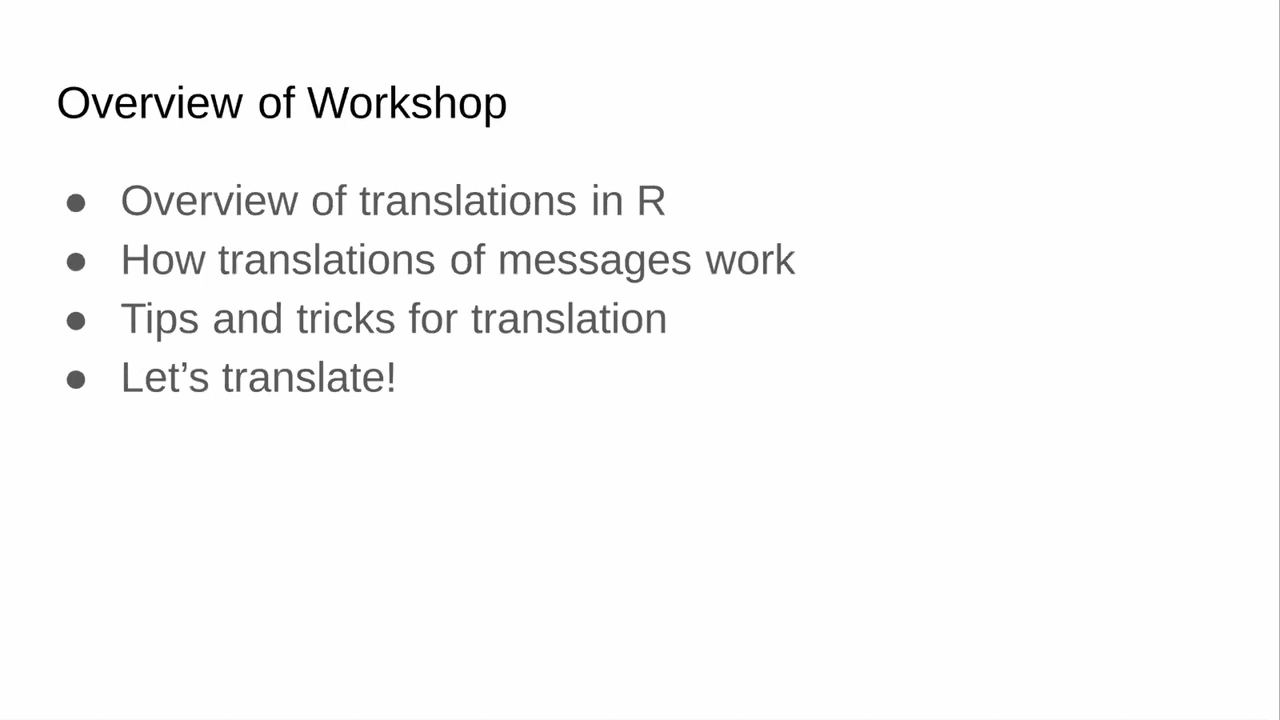 Overview of Workshop
● Overview of translations in R
● How translations of messages work
● Tips and tricks for translation
● Let’s translate!